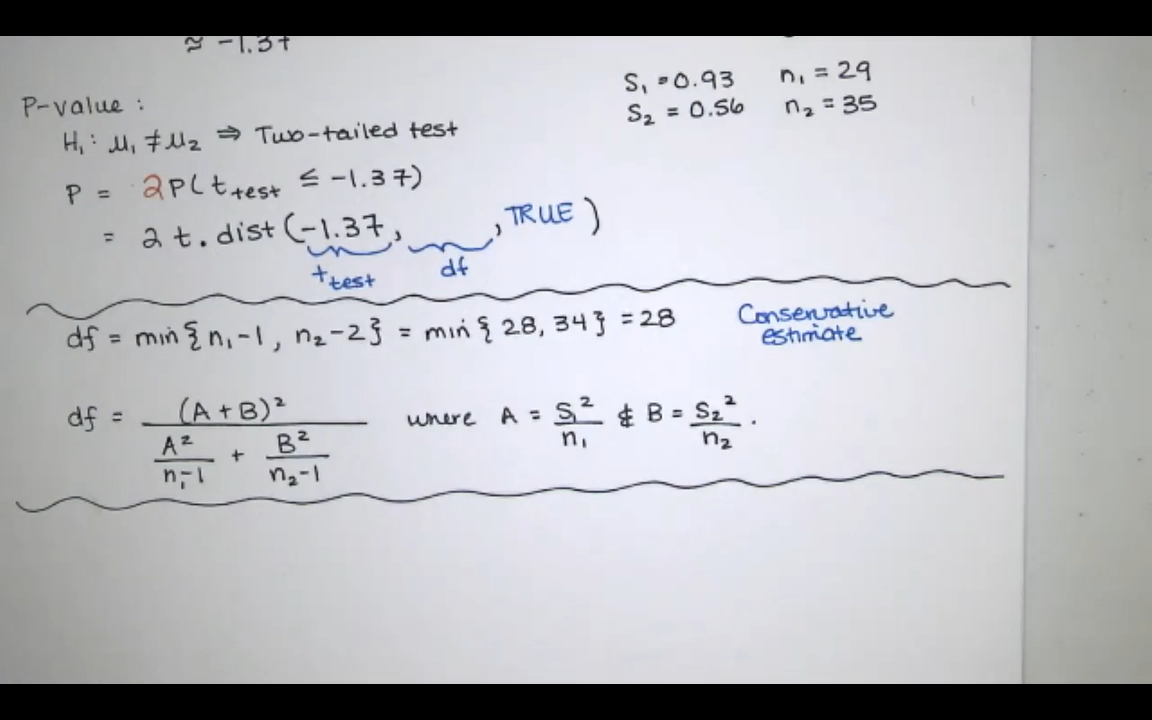 ≈ -1.37
S₁ = 0.93 n₁ = 29
S₂ = 0.56 n₂ = 35
P-value :
H₁: μ₁ ≠ μ₂ ⇒ Two-tailed test
P = 2P(t_test ≤ -1.37)
= 2 t.dist(-1.37, , TRUE)
t_test df
df = min{n₁-1, n₂-2} = min{28, 34} = 28
Conservative
estimate
df = (A+B)² / (A²/(n₁-1) + B²/(n₂-1)) where A = S₁²/n₁ & B = S₂²/n₂.